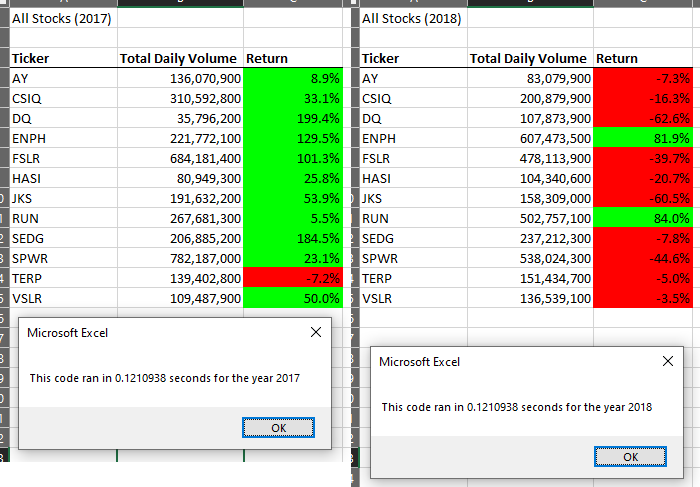 All Stocks (2017)
Ticker Total Daily Volume Return
AY 136,070,900 8.9%
CSIQ 310,592,800 33.1%
DQ 35,796,200 199.4%
ENPH 221,772,100 129.5%
FSLR 684,181,400 101.3%
HASI 80,949,300 25.8%
JKS 191,632,200 53.9%
RUN 267,681,300 5.5%
SEDG 206,885,200 184.5%
SPWR 782,187,000 23.1%
TERP 139,402,800 -7.2%
VSLR 109,487,900 50.0%
Microsoft Excel
This code ran in 0.1210938 seconds for the year 2017
OK
All Stocks (2018)
Ticker Total Daily Volume Return
AY 83,079,900 -7.3%
CSIQ 200,879,900 -16.3%
DQ 107,873,900 -62.6%
ENPH 607,473,500 81.9%
FSLR 478,113,900 -39.7%
HASI 104,340,600 -20.7%
JKS 158,309,000 -60.5%
RUN 502,757,100 84.0%
SEDG 237,212,300 -7.8%
SPWR 538,024,300 -44.6%
TERP 151,434,700 -5.0%
VSLR 136,539,100 -3.5%
Microsoft Excel
This code ran in 0.1210938 seconds for the year 2018
OK